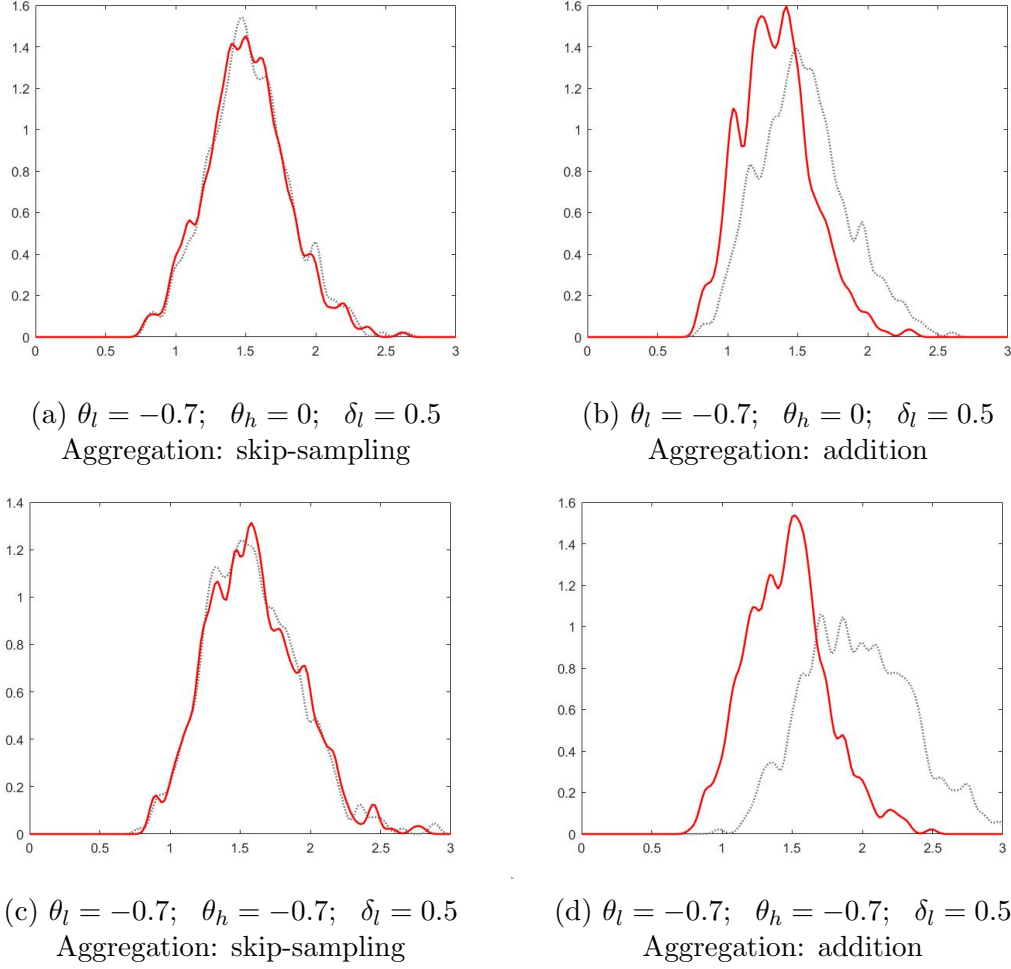 1.6
1.4
1.2
1
0.8
0.6
0.4
0.2
0
0 0.5 1 1.5 2 2.5 3
(a) θ_l = −0.7; θ_h = 0; δ_l = 0.5
Aggregation: skip-sampling
1.6
1.4
1.2
1
0.8
0.6
0.4
0.2
0
0 0.5 1 1.5 2 2.5 3
(b) θ_l = −0.7; θ_h = 0; δ_l = 0.5
Aggregation: addition
1.4
1.2
1
0.8
0.6
0.4
0.2
0
0 0.5 1 1.5 2 2.5 3
(c) θ_l = −0.7; θ_h = −0.7; δ_l = 0.5
Aggregation: skip-sampling
1.6
1.4
1.2
1
0.8
0.6
0.4
0.2
0
0 0.5 1 1.5 2 2.5 3
(d) θ_l = −0.7; θ_h = −0.7; δ_l = 0.5
Aggregation: addition